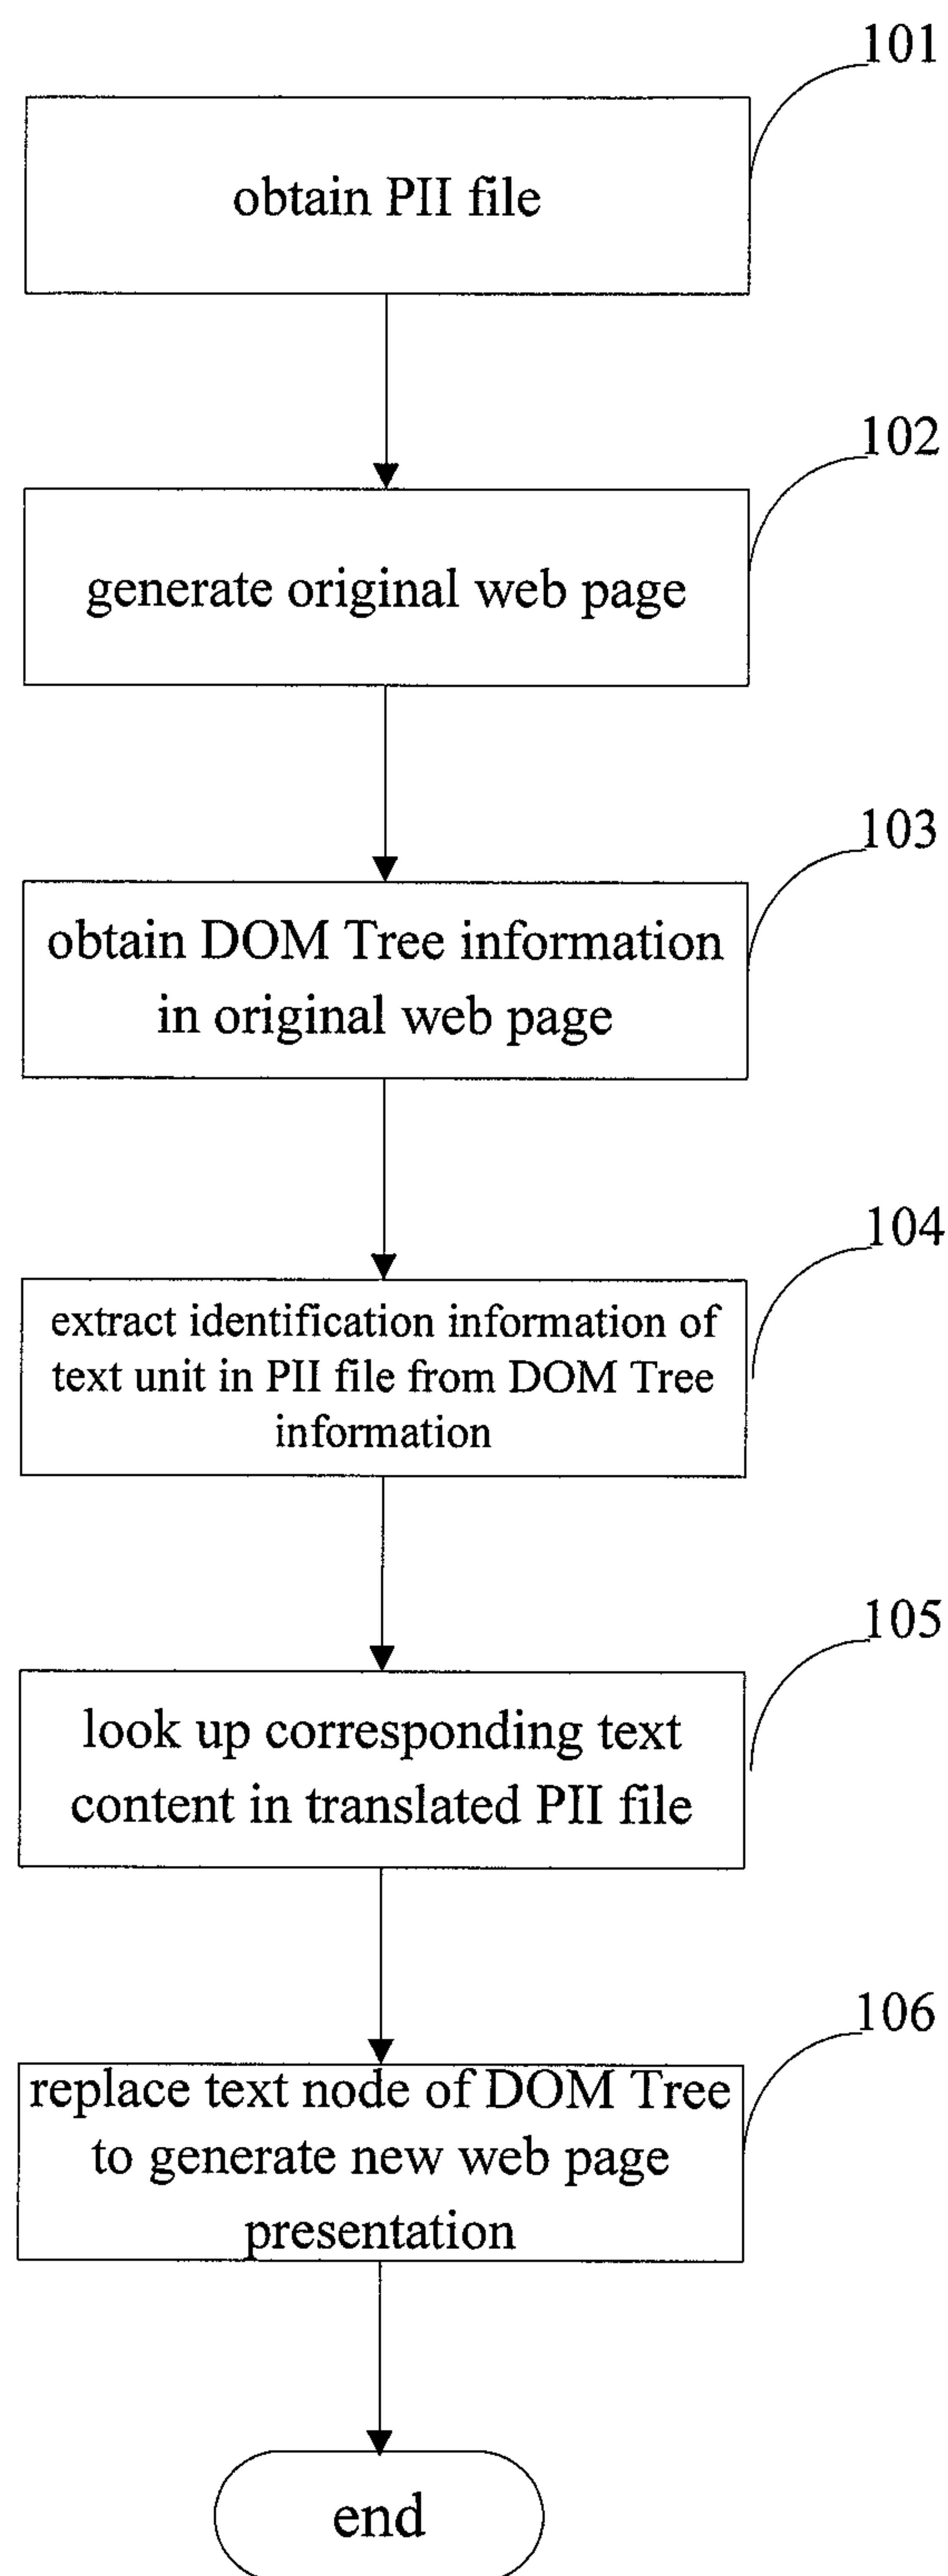 101
obtain PII file
102
generate original web page
103
obtain DOM Tree information
in original web page
104
extract identification information of
text unit in PII file from DOM Tree
information
105
look up corresponding text
content in translated PII file
106
replace text node of DOM Tree
to generate new web page
presentation
end